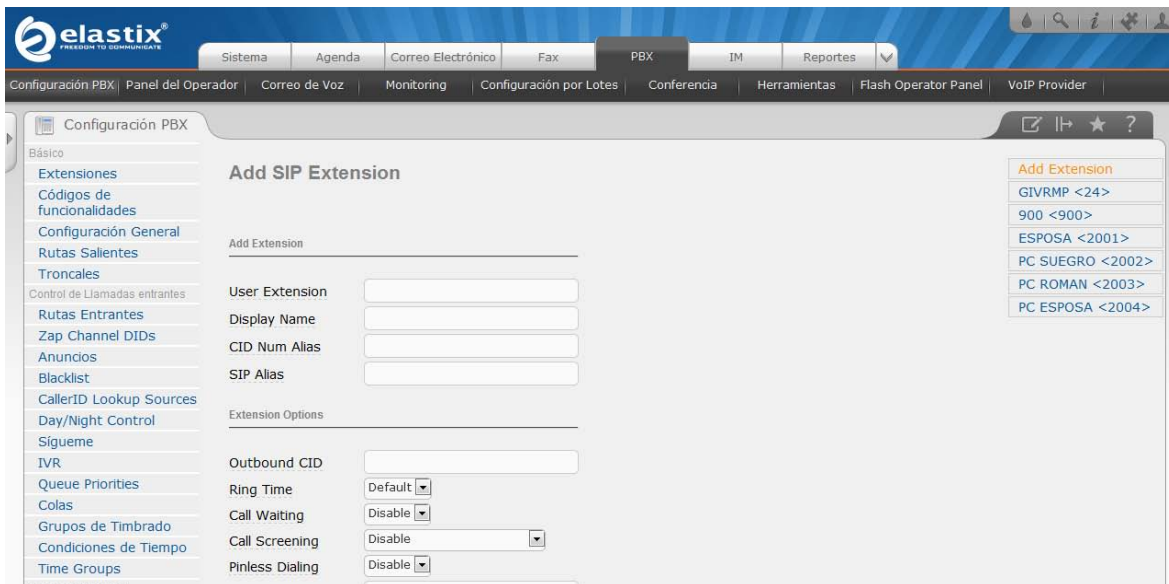 elastix®
FREEDOM TO COMMUNICATE
Sistema Agenda Correo Electrónico Fax PBX IM Reportes
Configuración PBX Panel del Operador Correo de Voz Monitoring Configuración por Lotes Conferencia Herramientas Flash Operator Panel VoIP Provider
Configuración PBX
Básico
Extensiones
Códigos de
funcionalidades
Configuración General
Rutas Salientes
Troncales
Control de Llamadas entrantes
Rutas Entrantes
Zap Channel DIDs
Anuncios
Blacklist
CallerID Lookup Sources
Day/Night Control
Sígueme
IVR
Queue Priorities
Colas
Grupos de Timbrado
Condiciones de Tiempo
Time Groups
Add SIP Extension
Add Extension
User Extension
Display Name
CID Num Alias
SIP Alias
Extension Options
Outbound CID
Ring Time Default
Call Waiting Disable
Call Screening Disable
Pinless Dialing Disable
Add Extension
GIVRMP <24>
900 <900>
ESPOSA <2001>
PC SUEGRO <2002>
PC ROMAN <2003>
PC ESPOSA <2004>